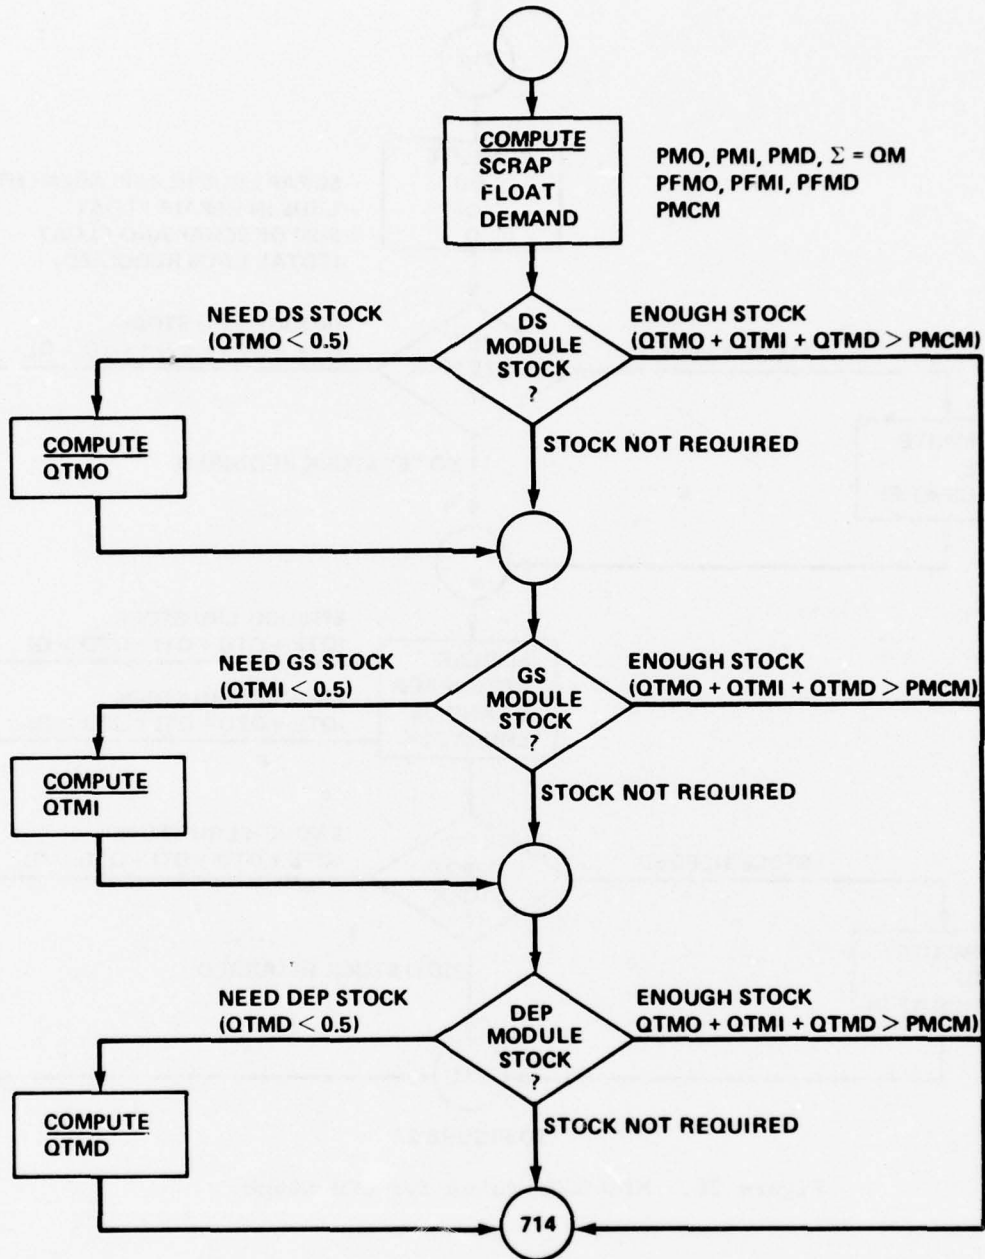 COMPUTE
SCRAP
FLOAT
DEMAND
PMO, PMI, PMD, Σ = QM
PFMO, PFMI, PFMD
PMCM
NEED DS STOCK
(QTMO < 0.5)
DS
MODULE
STOCK
?
ENOUGH STOCK
(QTMO + QTMI + QTMD > PMCM)
COMPUTE
QTMO
STOCK NOT REQUIRED
NEED GS STOCK
(QTMI < 0.5)
GS
MODULE
STOCK
?
ENOUGH STOCK
(QTMO + QTMI + QTMD > PMCM)
COMPUTE
QTMI
STOCK NOT REQUIRED
NEED DEP STOCK
(QTMD < 0.5)
DEP
MODULE
STOCK
?
ENOUGH STOCK
QTMO + QTMI + QTMD > PMCM)
COMPUTE
QTMD
STOCK NOT REQUIRED
714